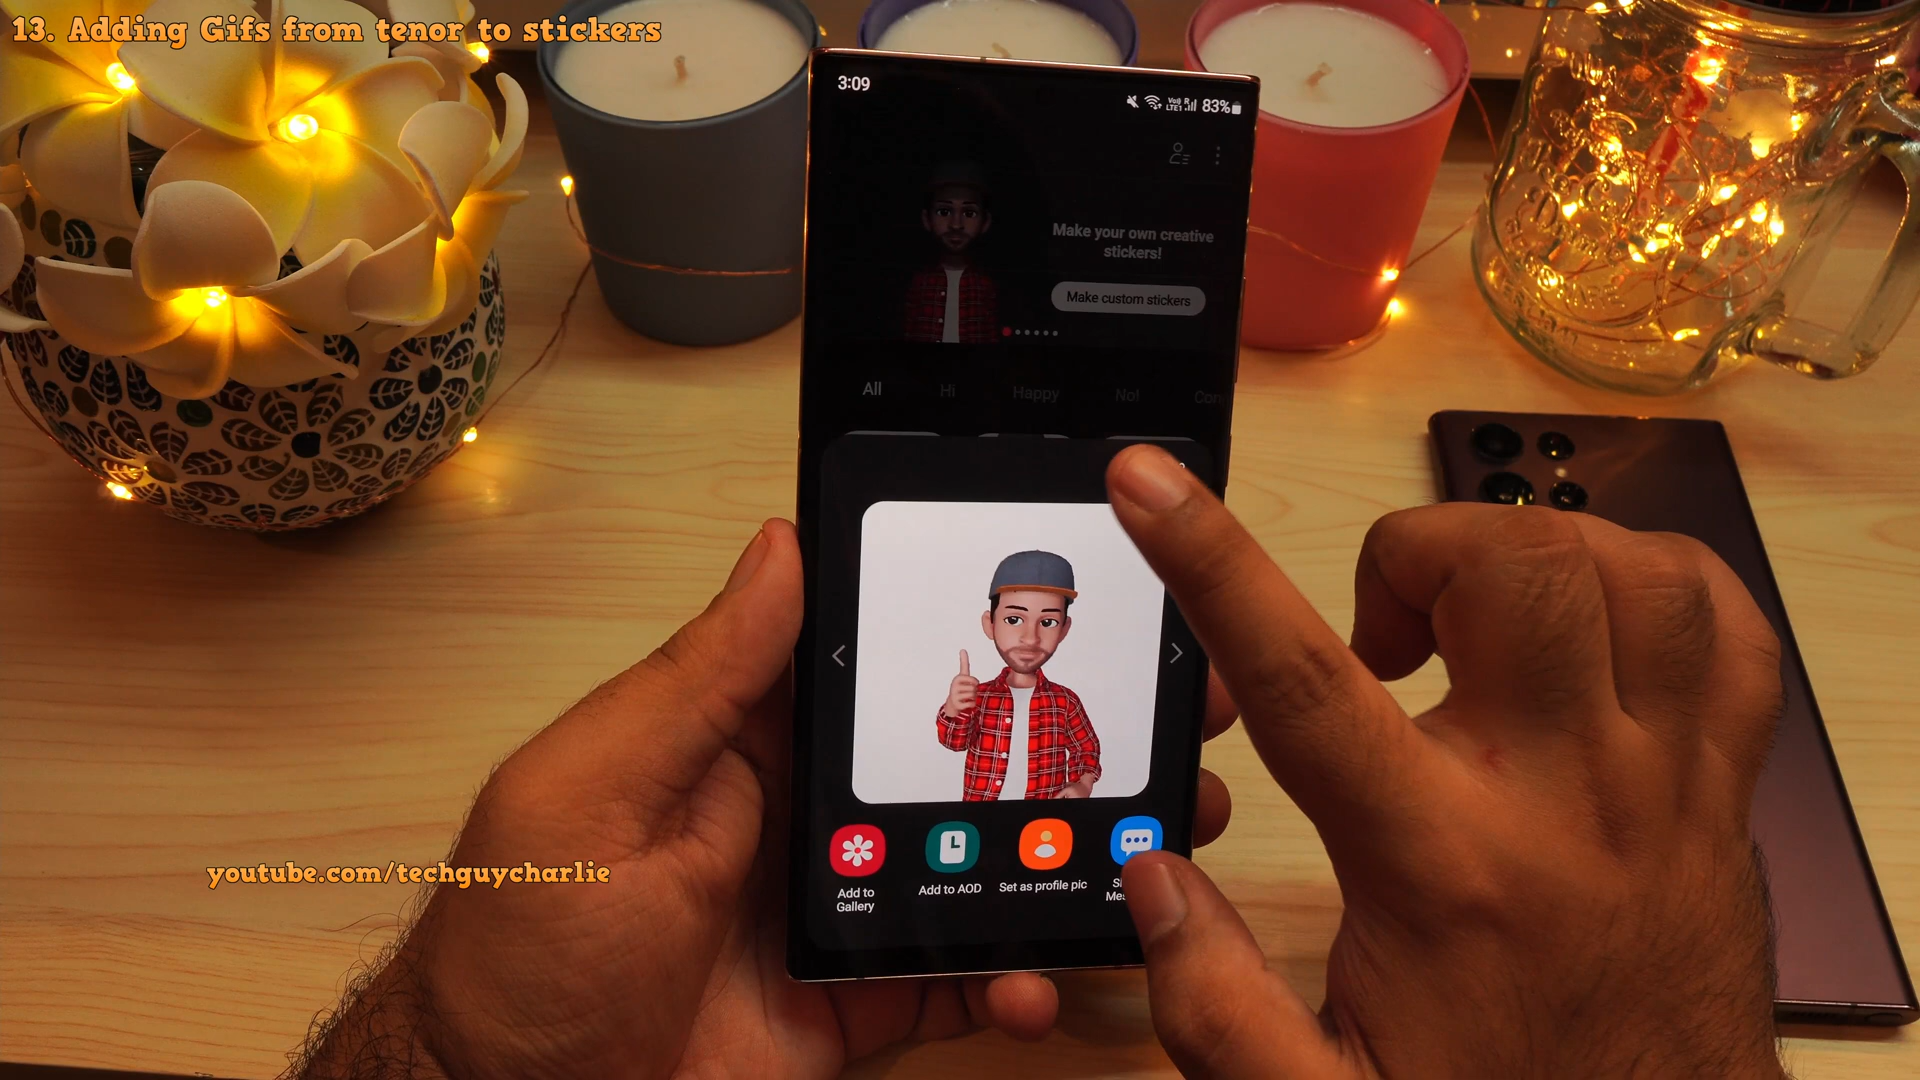 13. Adding Gifs from tenor to stickers
3:09
83%
Make your own creative
stickers!
Make custom stickers
All
Hi
Happy
No!
Add to
Gallery
Add to AOD
Set as profile pic
youtube.com/techguycharlie